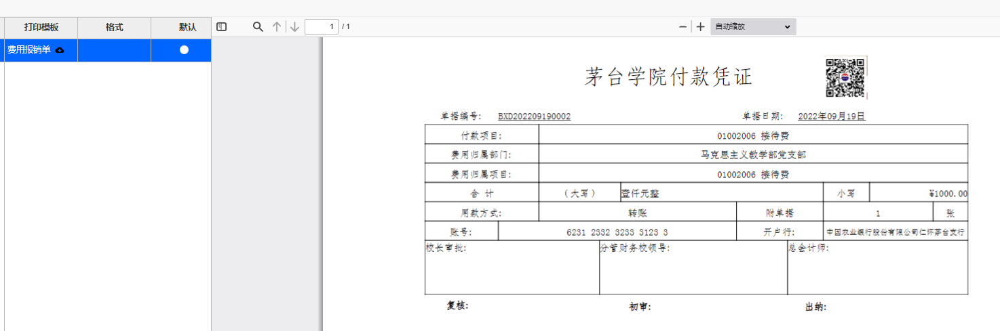 打印模板 格式 默认 1 / 1 自动缩放
费用报销单
茅台学院付款凭证
单据编号: BXD202209190002 单据日期: 2022年09月19日
付款项目: 01002006 接待费
费用归属部门: 马克思主义教学部党支部
费用归属项目: 01002006 接待费
合 计 （大写） 壹仟元整 小写 ¥1000.00
用款方式: 转账 附单据 1 张
账号: 6231 2332 3233 3123 3 开户行: 中国农业银行股份有限公司仁怀茅台支行
校长审批: 分管财务校领导: 总会计师:
复核: 初审: 出纳: